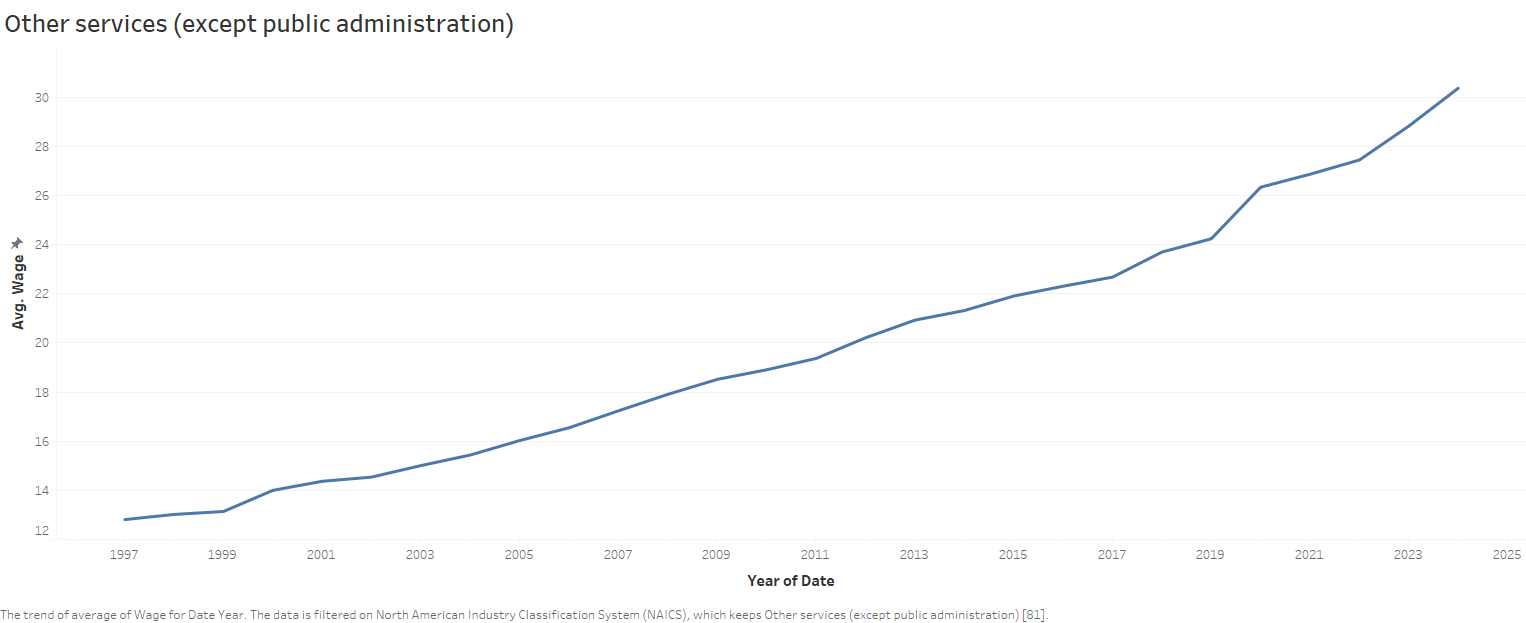 Other services (except public administration)
30
28
26
24
22
20
18
16
14
12
Avg. Wage
1997 1999 2001 2003 2005 2007 2009 2011 2013 2015 2017 2019 2021 2023 2025
Year of Date
The trend of average of Wage for Date Year. The data is filtered on North American Industry Classification System (NAICS), which keeps Other services (except public administration) [81].